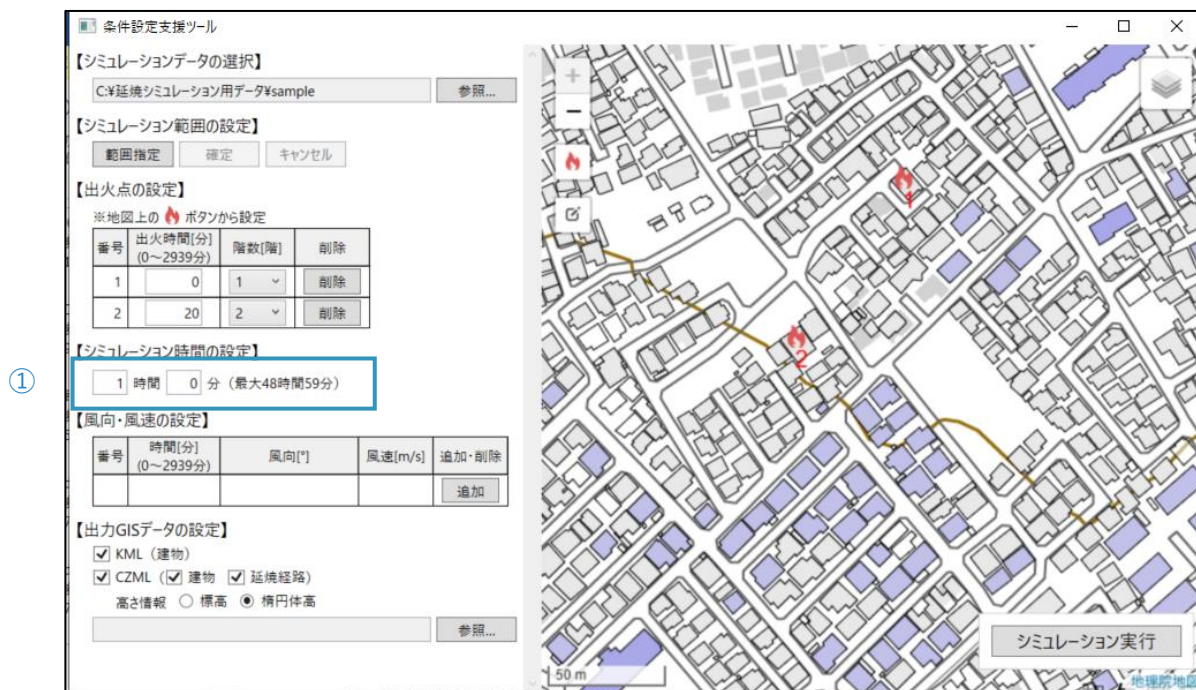 条件設定支援ツール
【シミュレーションデータの選択】
C:¥延焼シミュレーション用データ¥sample
参照...
【シミュレーション範囲の設定】
範囲指定 確定 キャンセル
【出火点の設定】
※地図上の ボタンから設定
番号 出火時間[分] (0～2939分) 階数[階] 削除
1 0 1 削除
2 20 2 削除
【シミュレーション時間の設定】
① 1 時間 0 分（最大48時間59分）
【風向・風速の設定】
番号 時間[分] (0～2939分) 風向[°] 風速[m/s] 追加・削除
追加
【出力GISデータの設定】
KML（建物）
CZML（ 建物 延焼経路）
高さ情報 標高 楕円体高
参照...
1
2
シミュレーション実行
50 m
地理院地図